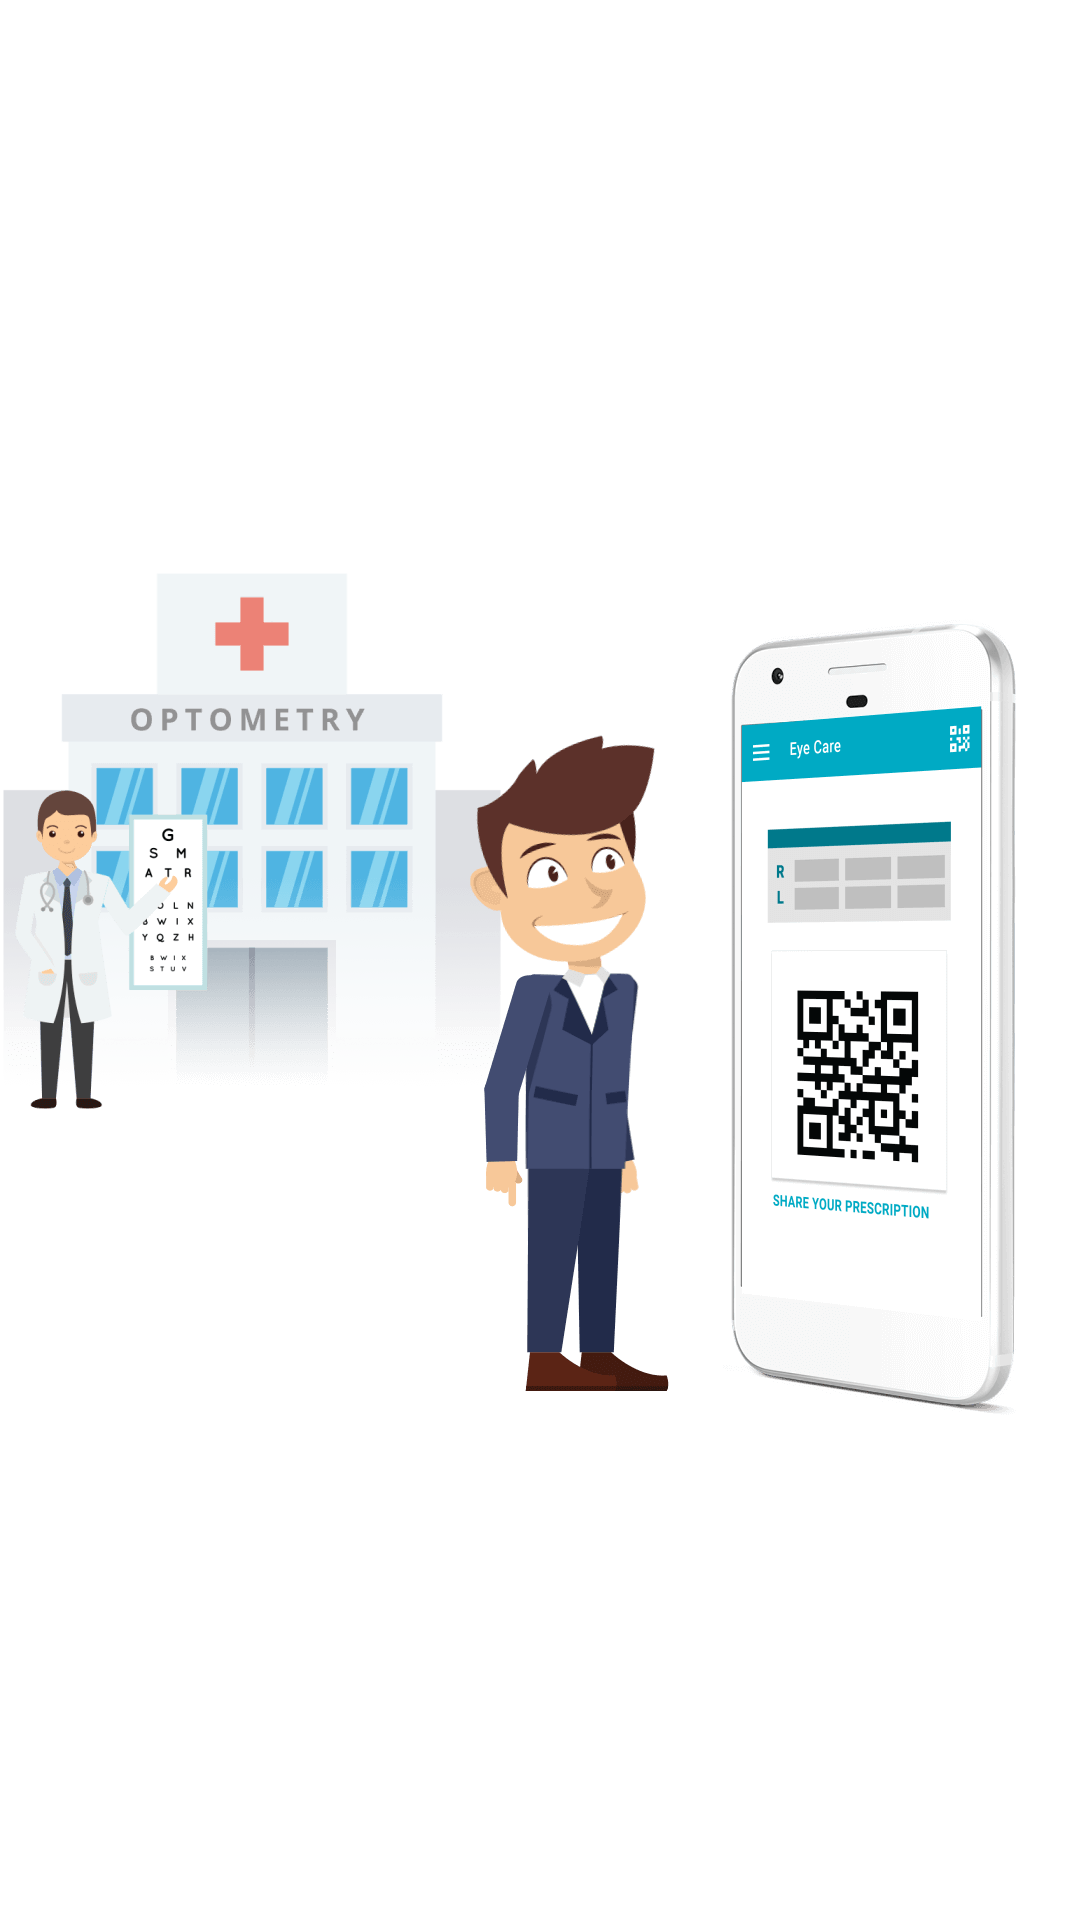 OPTOMETRY
G
S M
A T R
O L N
B W I X
Y Q Z H
B W I X
S T U V
Eye Care
R
L
SHARE YOUR PRESCRIPTION